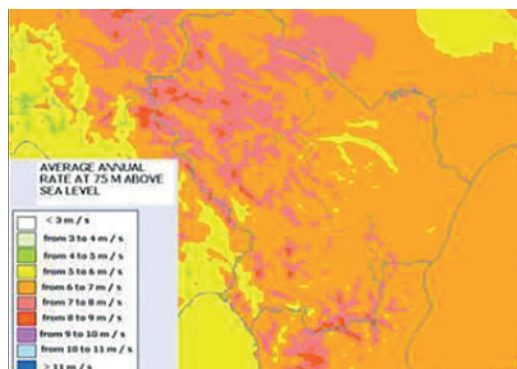 AVERAGE ANNUAL
RATE AT 75 M ABOVE
SEA LEVEL
< 3 m / s
from 3 to 4 m / s
from 4 to 5 m / s
from 5 to 6 m / s
from 6 to 7 m / s
from 7 to 8 m / s
from 8 to 9 m / s
from 9 to 10 m / s
from 10 to 11 m / s
> 11 m / s